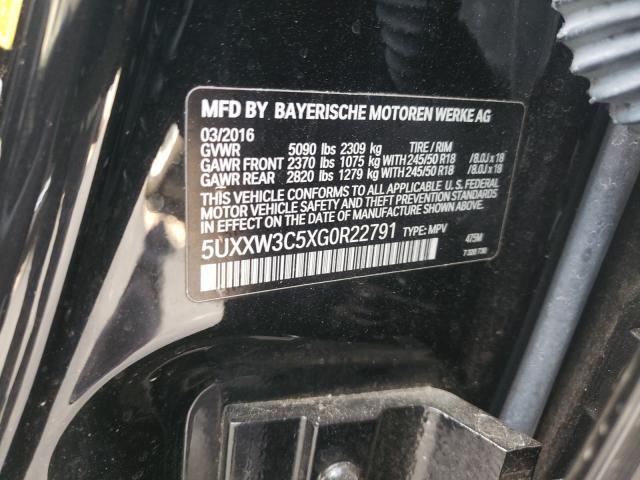 MFD BY BAYERISCHE MOTOREN WERKE AG
03/2016
GVWR 5090 lbs 2309 kg TIRE / RIM
GAWR FRONT 2370 lbs 1075 kg WITH 245/50 R18 /8.0J x 18
GAWR REAR 2820 lbs 1279 kg WITH 245/50 R18 /8.0J x 18
THIS VEHICLE CONFORMS TO ALL APPLICABLE U. S. FEDERAL
MOTOR VEHICLE SAFETY AND THEFT PREVENTION STANDARDS
IN EFFECT ON THE DATE OF MANUFACTURE SHOWN ABOVE.
5UXXW3C5XG0R22791 TYPE: MPV 475M